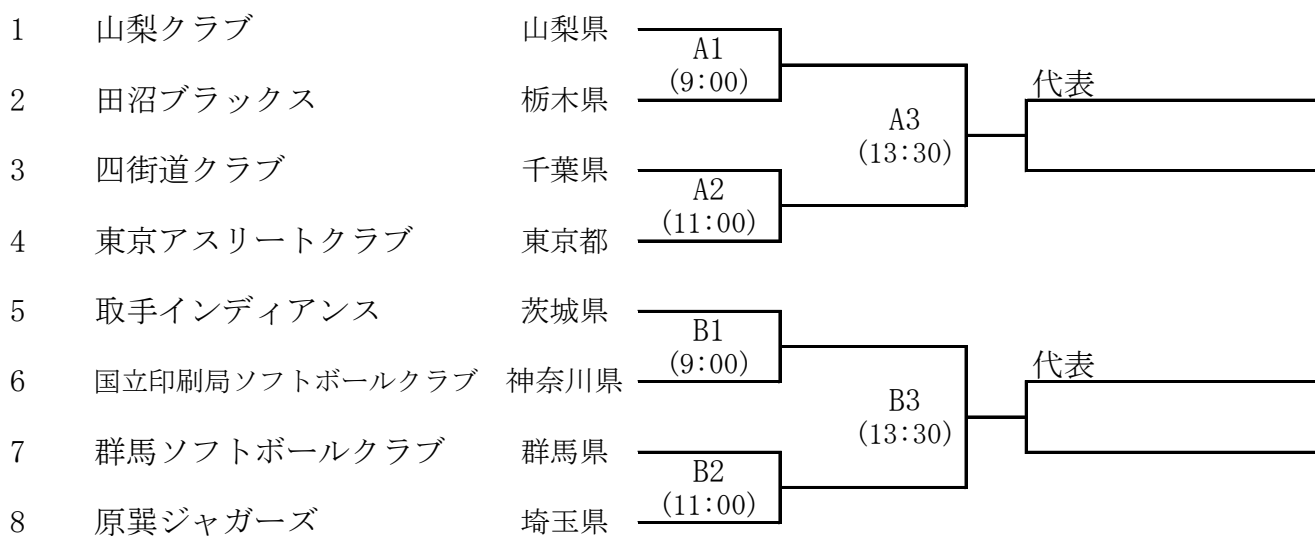 1 山梨クラブ 山梨県
A1
(9:00)
2 田沼ブラックス 栃木県
代表
A3
(13:30)
3 四街道クラブ 千葉県
A2
(11:00)
4 東京アスリートクラブ 東京都
5 取手インディアンス 茨城県
B1
(9:00)
6 国立印刷局ソフトボールクラブ 神奈川県
代表
B3
(13:30)
7 群馬ソフトボールクラブ 群馬県
B2
(11:00)
8 原巽ジャガーズ 埼玉県